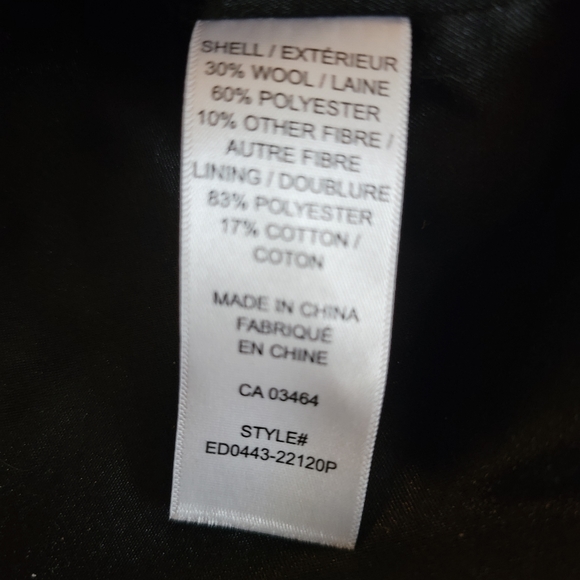 SHELL / EXTÉRIEUR
30% WOOL / LAINE
60% POLYESTER
10% OTHER FIBRE /
AUTRE FIBRE
LINING / DOUBLURE
83% POLYESTER
17% COTTON /
COTON
MADE IN CHINA
FABRIQUÉ
EN CHINE
CA 03464
STYLE#
ED0443-22120P